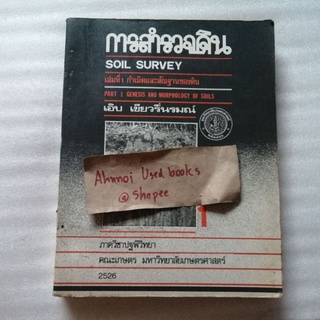 การสำรวจดิน
SOIL SURVEY
เล่มที่ 1 กำเนิดและสัณฐานของดิน
PART 1 GENESIS AND MORPHOLOGY OF SOILS
เอิบ เขียวรื่นรมณ์
Ahnnoi Used books
@ Shopee
1
ภาควิชาปฐพีวิทยา
คณะเกษตร มหาวิทยาลัยเกษตรศาสตร์
2526